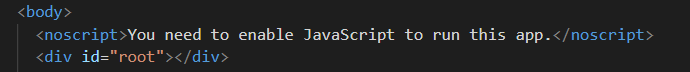 <body>
<noscript>You need to enable JavaScript to run this app.</noscript>
<div id="root"></div>